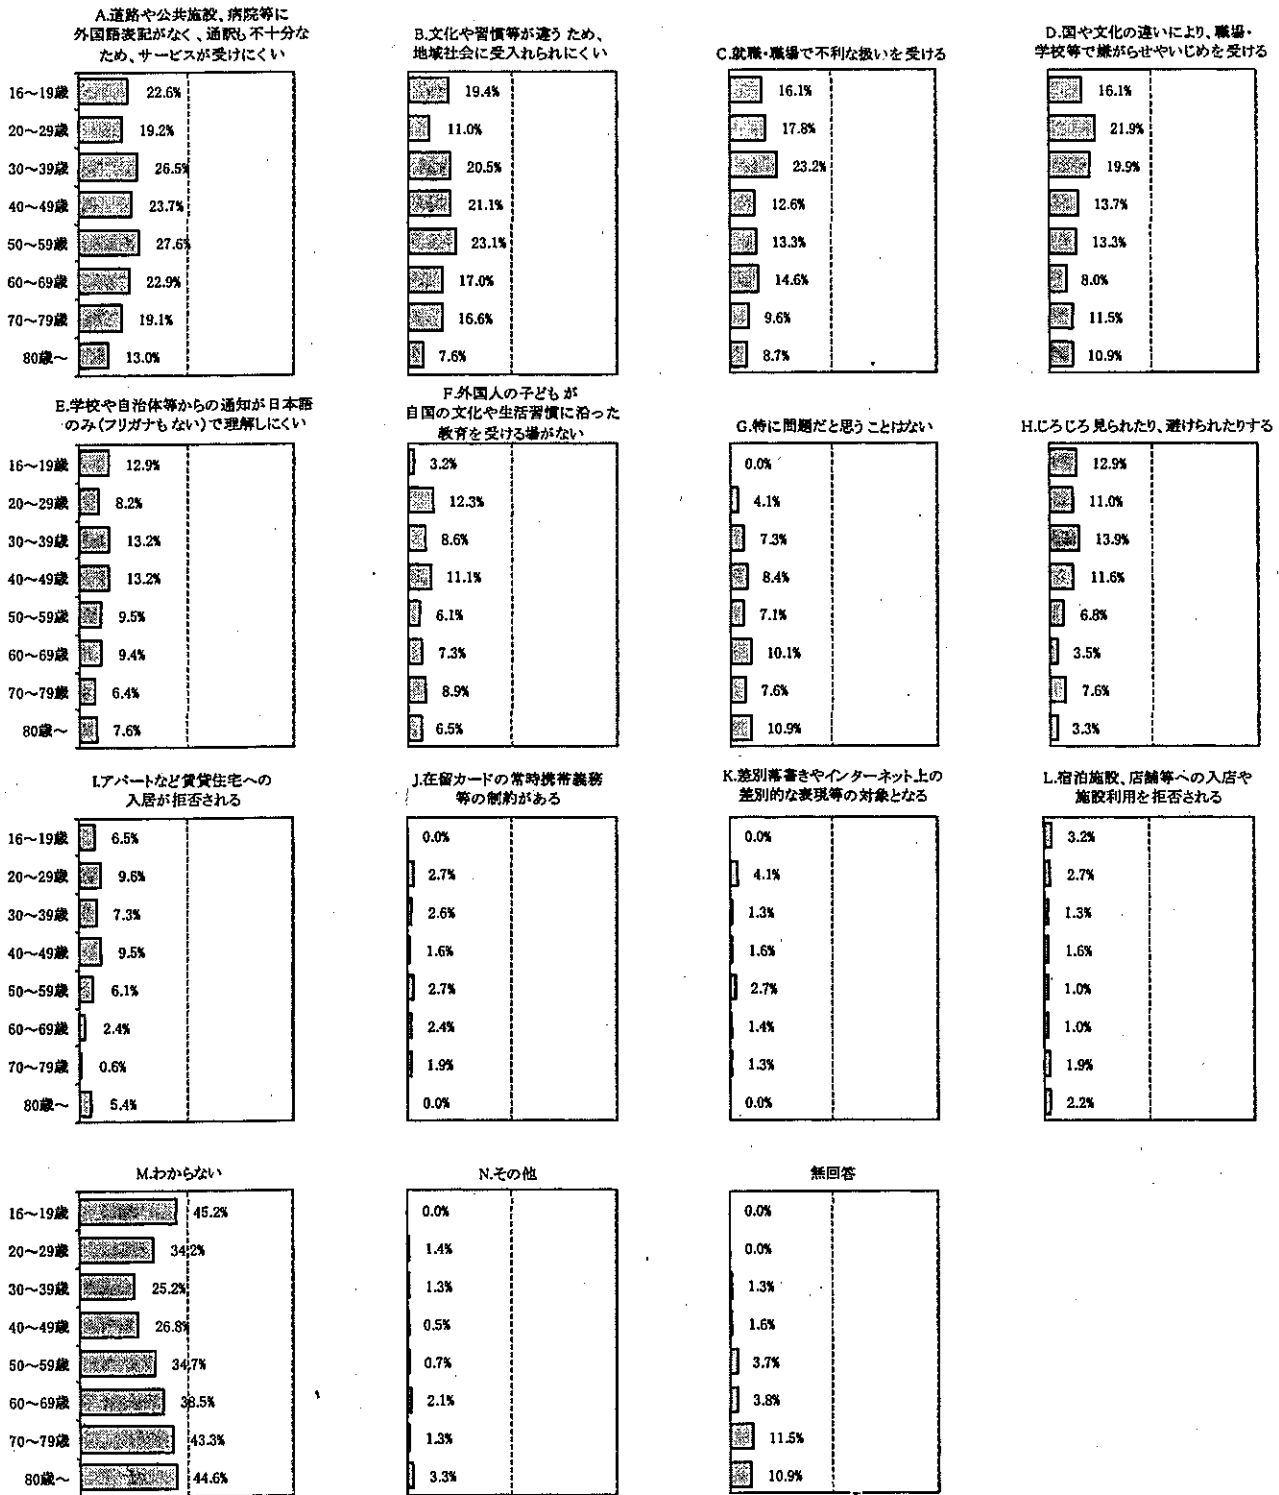 A.道路や公共施設、病院等に
外国語表記がなく、通訳も不十分な
ため、サービスが受けにくい
16～19歳 22.6%
20～29歳 19.2%
30～39歳 26.5%
40～49歳 23.7%
50～59歳 27.6%
60～69歳 22.9%
70～79歳 19.1%
80歳～ 13.0%
B.文化や習慣等が違うため、
地域社会に受入れられにくい
19.4%
11.0%
20.5%
21.1%
23.1%
17.0%
16.6%
7.6%
C.就職・職場で不利な扱いを受ける
16.1%
17.8%
23.2%
12.6%
13.3%
14.6%
9.6%
8.7%
D.国や文化の違いにより、職場・
学校等で嫌がらせやいじめを受ける
16.1%
21.9%
19.9%
13.7%
13.3%
8.0%
11.5%
10.9%
E.学校や自治体等からの通知が日本語
のみ(フリガナもない)で理解しにくい
16～19歳 12.9%
20～29歳 8.2%
30～39歳 13.2%
40～49歳 13.2%
50～59歳 9.5%
60～69歳 9.4%
70～79歳 6.4%
80歳～ 7.6%
F.外国人の子どもが
自国の文化や生活習慣に沿った
教育を受ける場がない
3.2%
12.3%
8.6%
11.1%
6.1%
7.3%
8.9%
6.5%
G.特に問題だと思うことはない
0.0%
4.1%
7.3%
8.4%
7.1%
10.1%
7.6%
10.9%
H.じろじろ見られたり、避けられたりする
12.9%
11.0%
13.9%
11.6%
6.8%
3.5%
7.6%
3.3%
I.アパートなど賃貸住宅への
入居が拒否される
16～19歳 6.5%
20～29歳 9.6%
30～39歳 7.3%
40～49歳 9.5%
50～59歳 6.1%
60～69歳 2.4%
70～79歳 0.6%
80歳～ 5.4%
J.在留カードの常時携帯義務
等の制約がある
0.0%
2.7%
2.6%
1.6%
2.7%
2.4%
1.9%
0.0%
K.差別落書きやインターネット上の
差別的な表現等の対象となる
0.0%
4.1%
1.3%
1.6%
2.7%
1.4%
1.3%
0.0%
L.宿泊施設、店舗等への入店や
施設利用を拒否される
3.2%
2.7%
1.3%
1.6%
1.0%
1.0%
1.9%
2.2%
M.わからない
16～19歳 45.2%
20～29歳 34.2%
30～39歳 25.2%
40～49歳 26.8%
50～59歳 34.7%
60～69歳 38.5%
70～79歳 43.3%
80歳～ 44.6%
N.その他
0.0%
1.4%
1.3%
0.5%
0.7%
2.1%
1.3%
3.3%
無回答
0.0%
0.0%
1.3%
1.6%
3.7%
3.8%
11.5%
10.9%